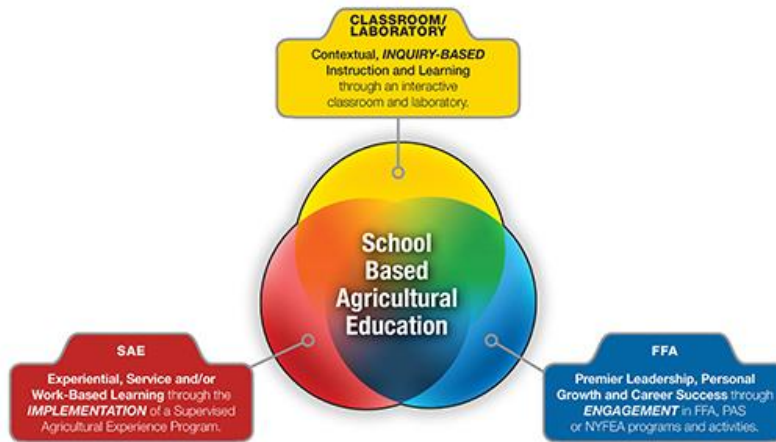 CLASSROOM/
LABORATORY
Contextual, INQUIRY-BASED
Instruction and Learning
through an interactive
classroom and laboratory.
School
Based
Agricultural
Education
SAE
Experiential, Service and/or
Work-Based Learning through the
IMPLEMENTATION of a Supervised
Agricultural Experience Program.
FFA
Premier Leadership, Personal
Growth and Career Success through
ENGAGEMENT in FFA, PAS
or NYFEA programs and activities.